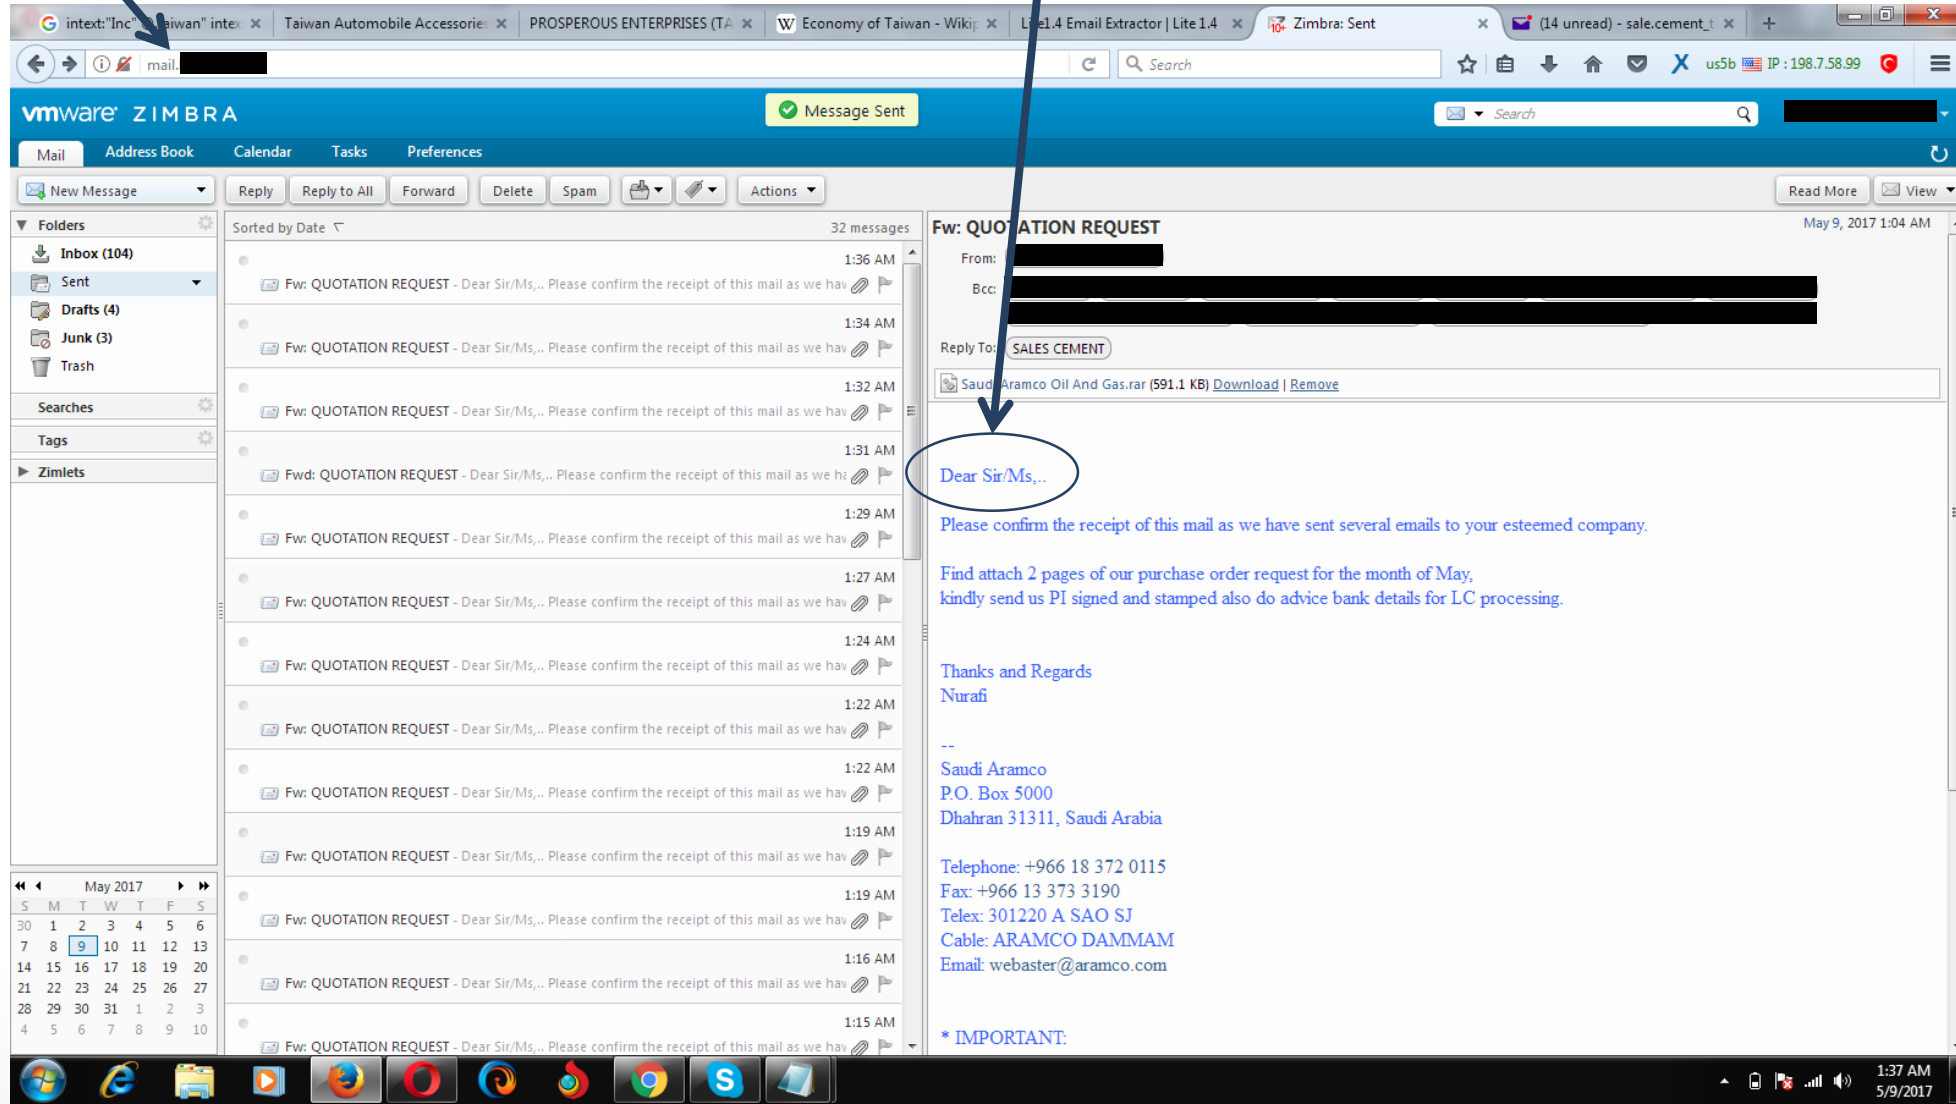 intext:"Inc" @taiwan" inte
Taiwan Automobile Accessories
PROSPEROUS ENTERPRISES (TA
W Economy of Taiwan - Wikip
Lite1.4 Email Extractor | Lite 1.4
Zimbra: Sent
(14 unread) - sale.cement_t
mail.
Search
us5b IP : 198.7.58.99
vmware ZIMBRA
Message Sent
Search
Mail Address Book Calendar Tasks Preferences
New Message
Reply Reply to All Forward Delete Spam Actions
Read More View
Folders
Inbox (104)
Sent
Drafts (4)
Junk (3)
Trash
Searches
Tags
Zimlets
Sorted by Date 32 messages
1:36 AM
Fw: QUOTATION REQUEST - Dear Sir/Ms,.. Please confirm the receipt of this mail as we hav
1:34 AM
Fw: QUOTATION REQUEST - Dear Sir/Ms,.. Please confirm the receipt of this mail as we hav
1:32 AM
Fw: QUOTATION REQUEST - Dear Sir/Ms,.. Please confirm the receipt of this mail as we hav
1:31 AM
Fwd: QUOTATION REQUEST - Dear Sir/Ms,.. Please confirm the receipt of this mail as we ha
1:29 AM
Fw: QUOTATION REQUEST - Dear Sir/Ms,.. Please confirm the receipt of this mail as we hav
1:27 AM
Fw: QUOTATION REQUEST - Dear Sir/Ms,.. Please confirm the receipt of this mail as we hav
1:24 AM
Fw: QUOTATION REQUEST - Dear Sir/Ms,.. Please confirm the receipt of this mail as we hav
1:22 AM
Fw: QUOTATION REQUEST - Dear Sir/Ms,.. Please confirm the receipt of this mail as we hav
1:22 AM
Fw: QUOTATION REQUEST - Dear Sir/Ms,.. Please confirm the receipt of this mail as we hav
1:19 AM
Fw: QUOTATION REQUEST - Dear Sir/Ms,.. Please confirm the receipt of this mail as we hav
1:19 AM
Fw: QUOTATION REQUEST - Dear Sir/Ms,.. Please confirm the receipt of this mail as we hav
1:16 AM
Fw: QUOTATION REQUEST - Dear Sir/Ms,.. Please confirm the receipt of this mail as we hav
1:15 AM
Fw: QUOTATION REQUEST - Dear Sir/Ms,.. Please confirm the receipt of this mail as we hav
Fw: QUOTATION REQUEST May 9, 2017 1:04 AM
From:
Bcc:
Reply To: SALES CEMENT
Saudi Aramco Oil And Gas.rar (591.1 KB) Download | Remove
Dear Sir/Ms,..
Please confirm the receipt of this mail as we have sent several emails to your esteemed company.
Find attach 2 pages of our purchase order request for the month of May,
kindly send us PI signed and stamped also do advice bank details for LC processing.
Thanks and Regards
Nurafi
--
Saudi Aramco
P.O. Box 5000
Dhahran 31311, Saudi Arabia
Telephone: +966 18 372 0115
Fax: +966 13 373 3190
Telex: 301220 A SAO SJ
Cable: ARAMCO DAMMAM
Email: webaster@aramco.com
* IMPORTANT:
May 2017
S M T W T F S
30 1 2 3 4 5 6
7 8 9 10 11 12 13
14 15 16 17 18 19 20
21 22 23 24 25 26 27
28 29 30 31 1 2 3
4 5 6 7 8 9 10
1:37 AM
5/9/2017